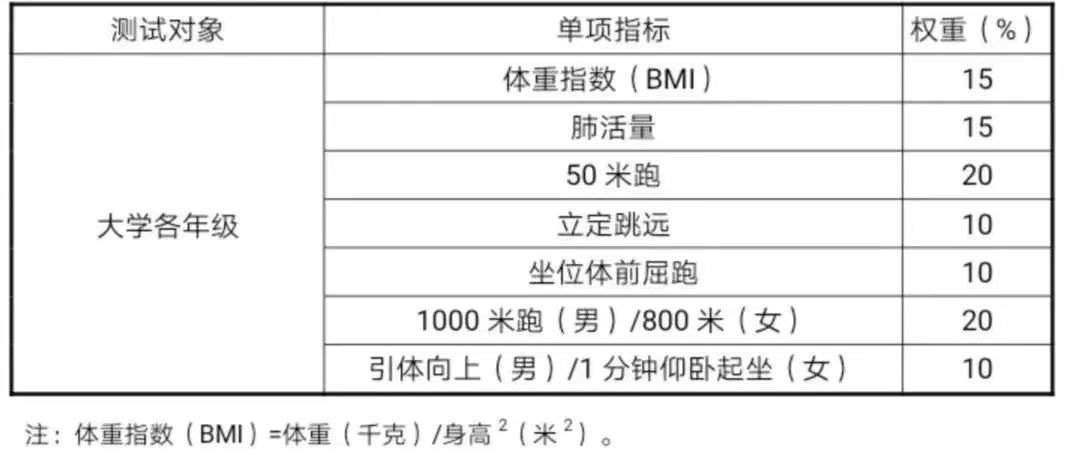 测试对象 单项指标 权重（%）
体重指数（BMI） 15
肺活量 15
50 米跑 20
大学各年级 立定跳远 10
坐位体前屈跑 10
1000 米跑（男）/800 米（女） 20
引体向上（男）/1 分钟仰卧起坐（女） 10
注：体重指数（BMI）=体重（千克）/身高²（米²）。